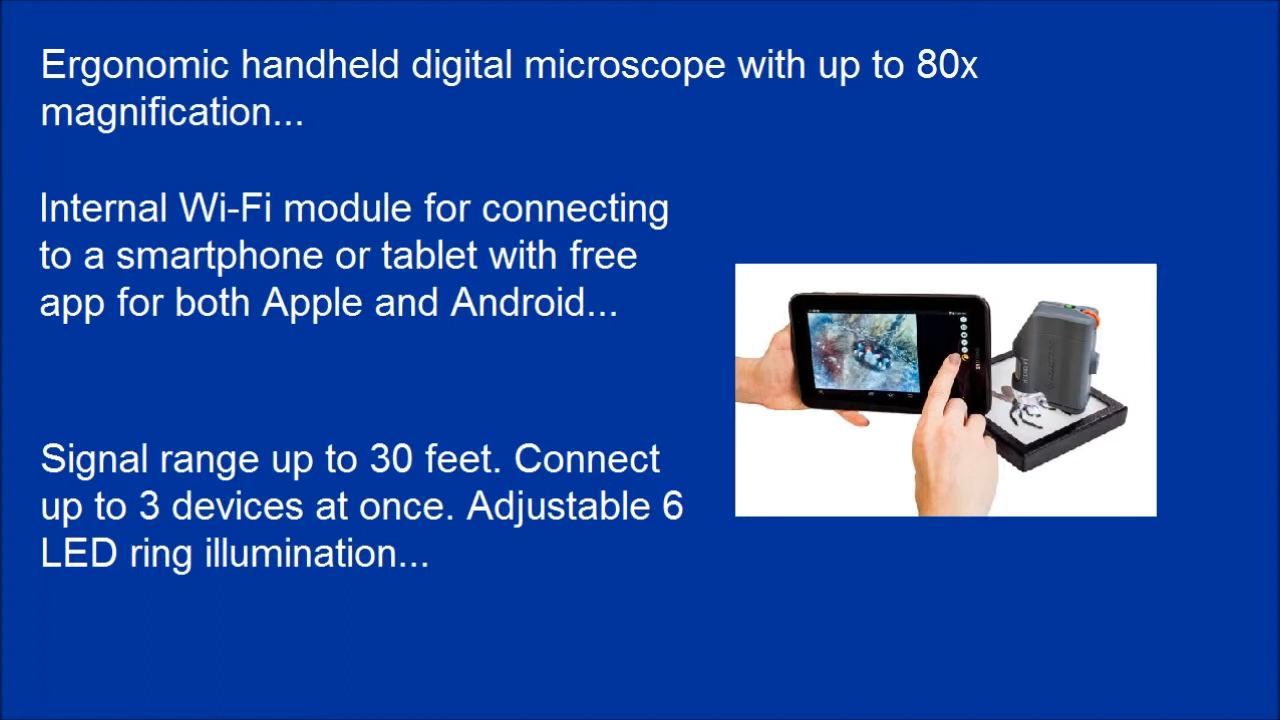 Ergonomic handheld digital microscope with up to 80x
magnification...
Internal Wi-Fi module for connecting
to a smartphone or tablet with free
app for both Apple and Android...
Signal range up to 30 feet. Connect
up to 3 devices at once. Adjustable 6
LED ring illumination...